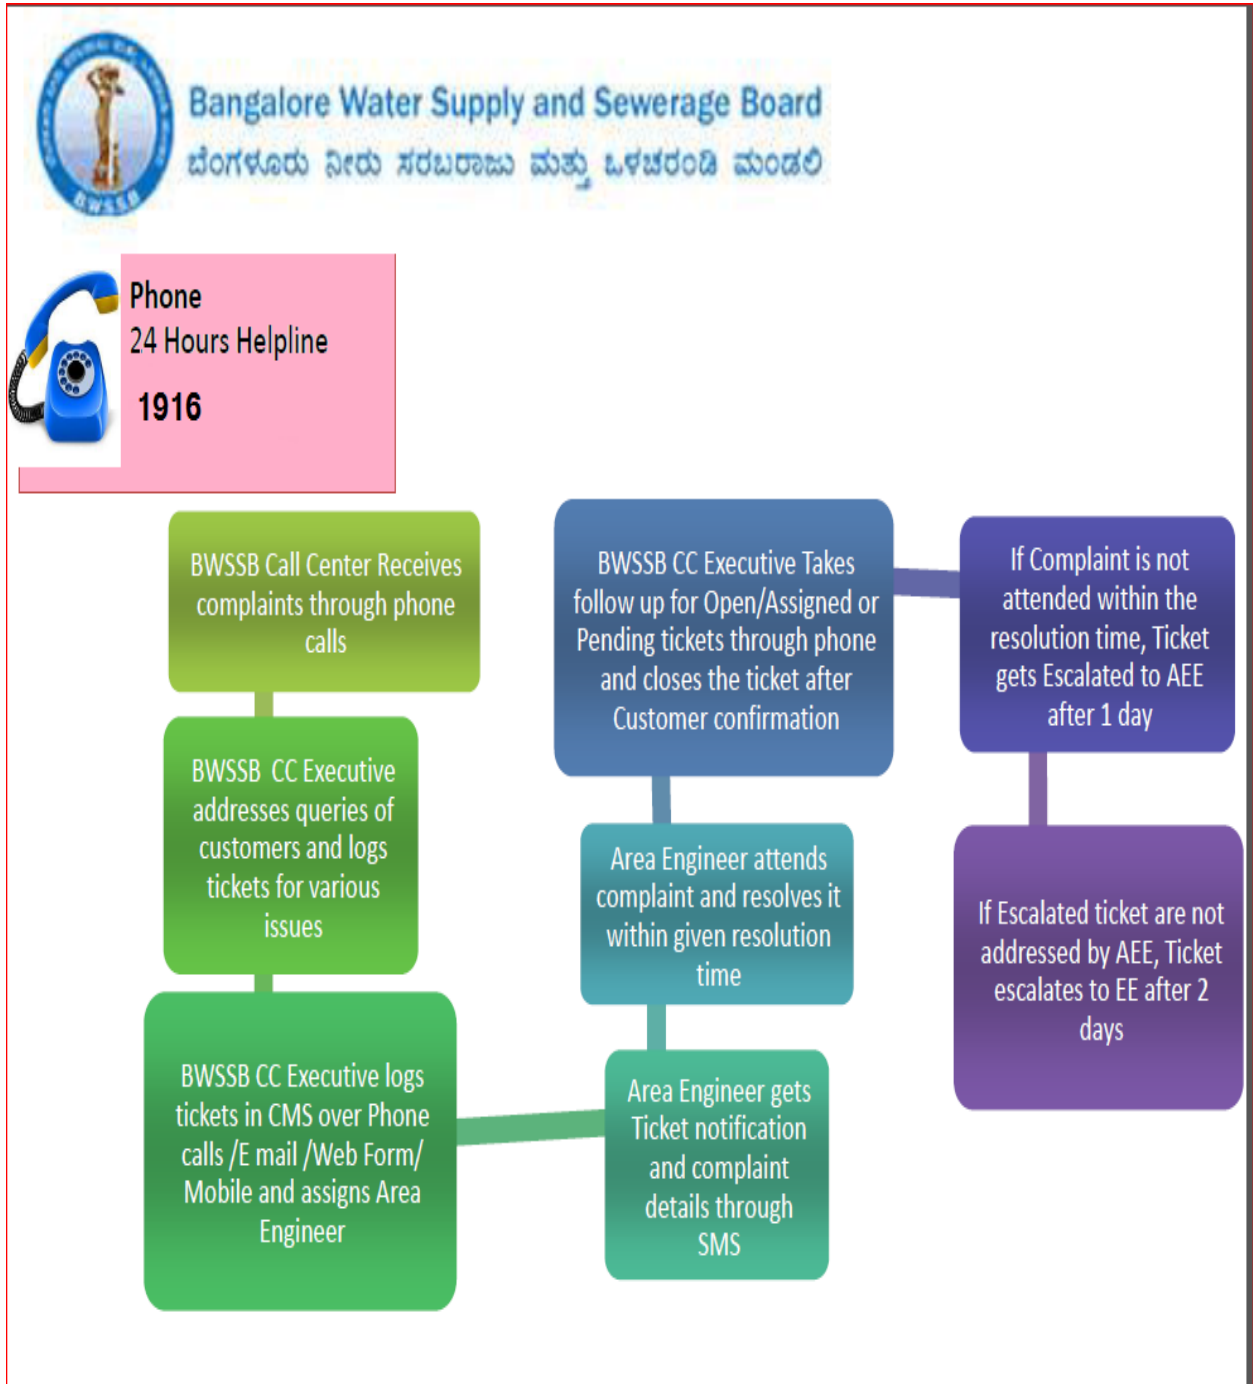 Bangalore Water Supply and Sewerage Board
ಬೆಂಗಳೂರು ನೀರು ಸರಬರಾಜು ಮತ್ತು ಒಳಚರಂಡಿ ಮಂಡಲಿ
BWSSB
Phone
24 Hours Helpline
1916
BWSSB Call Center Receives
complaints through phone
calls
BWSSB  CC Executive
addresses queries of
customers and logs
tickets for various
issues
BWSSB CC Executive logs
tickets in CMS over Phone
calls /E mail /Web Form/
Mobile and assigns Area
Engineer
Area Engineer gets
Ticket notification
and complaint
details through
SMS
Area Engineer attends
complaint and resolves it
within given resolution
time
BWSSB CC Executive Takes
follow up for Open/Assigned or
Pending tickets through phone
and closes the ticket after
Customer confirmation
If Complaint is not
attended within the
resolution time, Ticket
gets Escalated to AEE
after 1 day
If Escalated ticket are not
addressed by AEE, Ticket
escalates to EE after 2
days